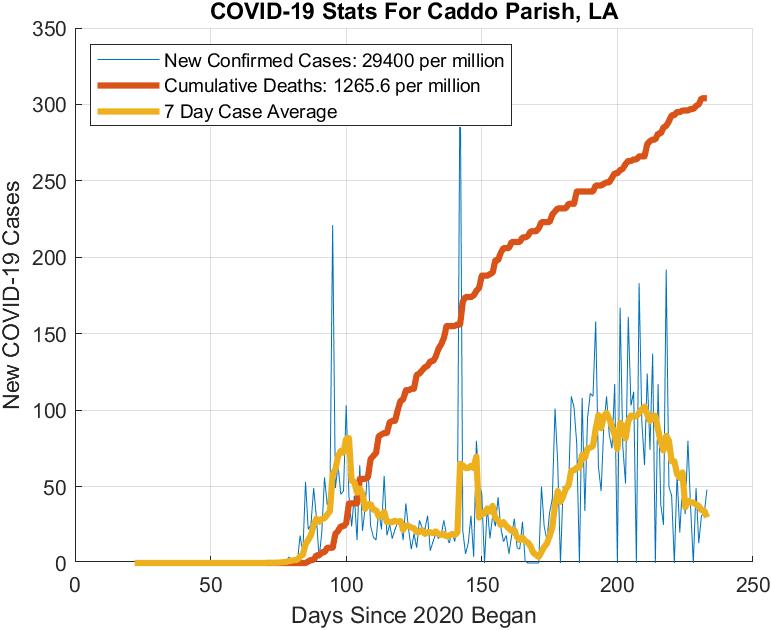 COVID-19 Stats For Caddo Parish, LA
New Confirmed Cases: 29400 per million
Cumulative Deaths: 1265.6 per million
7 Day Case Average
New COVID-19 Cases
350
300
250
200
150
100
50
0
0 50 100 150 200 250
Days Since 2020 Began